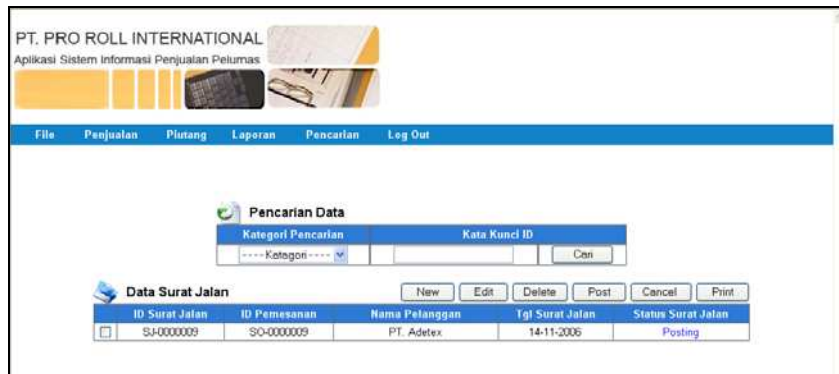 PT. PRO ROLL INTERNATIONAL
Aplikasi Sistem Informasi Penjualan Pelumas
File Penjualan Piutang Laporan Pencarian Log Out
Pencarian Data
Kategori Pencarian Kata Kunci ID
----Kategori---- Cari
Data Surat Jalan New Edit Delete Post Cancel Print
ID Surat Jalan ID Pemesanan Nama Pelanggan Tgl Surat Jalan Status Surat Jalan
SJ-0000009 SO-0000009 PT. Adetex 14-11-2006 Posting